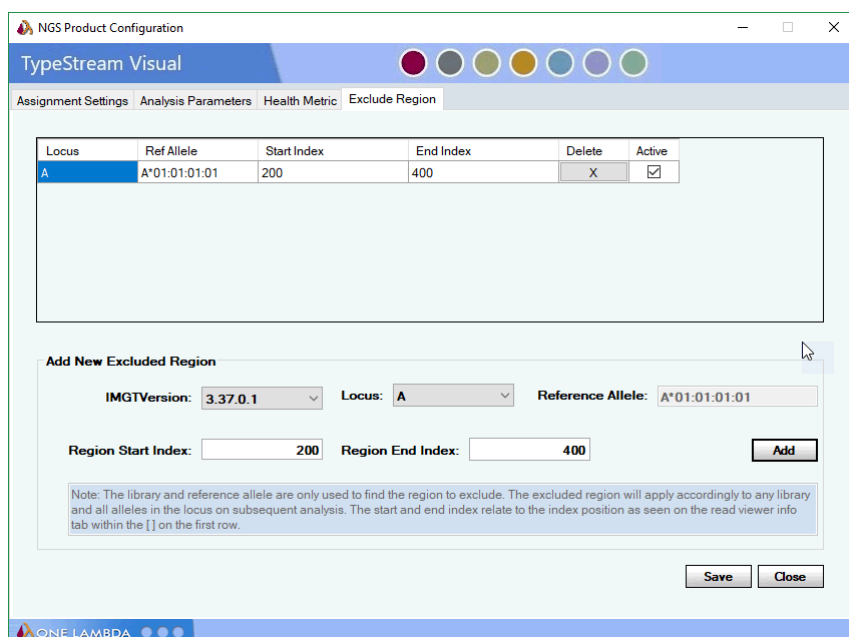 NGS Product Configuration
TypeStream Visual
Assignment Settings Analysis Parameters Health Metric Exclude Region
Locus Ref Allele Start Index End Index Delete Active
A A*01:01:01:01 200 400 X
Add New Excluded Region
IMGTVersion: 3.37.0.1 Locus: A Reference Allele: A*01:01:01:01
Region Start Index: 200 Region End Index: 400 Add
Note: The library and reference allele are only used to find the region to exclude. The excluded region will apply accordingly to any library
and all alleles in the locus on subsequent analysis. The start and end index relate to the index position as seen on the read viewer info
tab within the [ ] on the first row.
Save Close
ONE LAMBDA